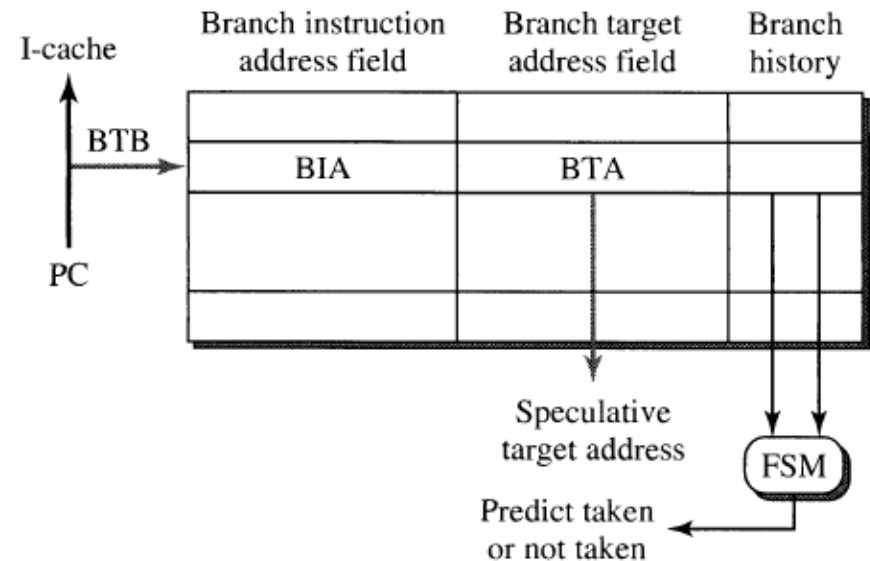 I-cache
Branch instruction
address field
Branch target
address field
Branch
history
BTB
BIA
BTA
PC
Speculative
target address
FSM
Predict taken
or not taken